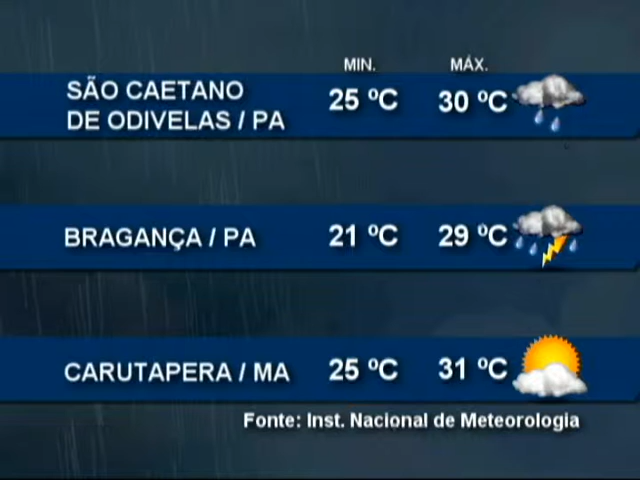 MIN. MÁX.
SÃO CAETANO
DE ODIVELAS / PA 25 ºC 30 ºC
BRAGANÇA / PA 21 ºC 29 ºC
CARUTAPERA / MA 25 ºC 31 ºC
Fonte: Inst. Nacional de Meteorologia